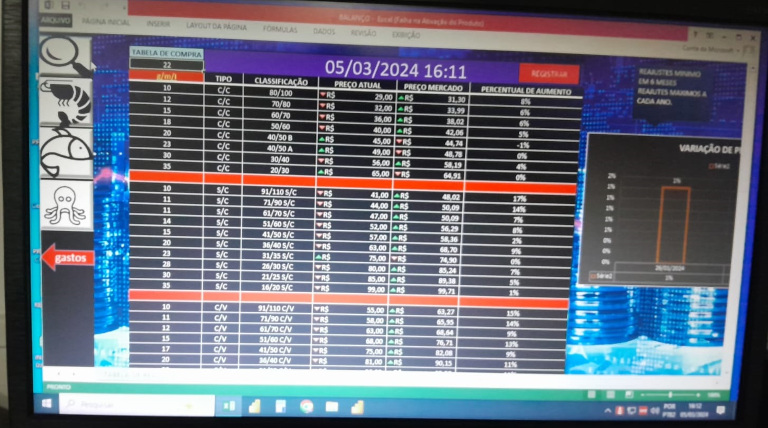 BALANÇO - Excel (Falha na Ativação do Produto)
ARQUIVO PÁGINA INICIAL INSERIR LAYOUT DA PÁGINA FÓRMULAS DADOS REVISÃO EXIBIÇÃO
TABELA DE COMPRA
22
05/03/2024 16:11
REGISTRAR
REAJUSTES MINIMO
EM 6 MESES
REAJUTES MAXIMOS A
CADA ANO.
g/m/l TIPO CLASSIFICAÇÃO PREÇO ATUAL PREÇO MERCADO PERCENTUAL DE AUMENTO
10 C/C 80/100 R$ 29,00 R$ 31,30 8%
12 C/C 70/80 R$ 32,00 R$ 33,99 6%
15 C/C 60/70 R$ 36,00 R$ 38,02 6%
18 C/C 50/60 R$ 40,00 R$ 42,06 5%
20 C/C 40/50 B R$ 45,00 R$ 44,74 -1%
23 C/C 40/50 A R$ 49,00 R$ 48,78 0%
30 C/C 30/40 R$ 56,00 R$ 58,19 4%
35 C/C 20/30 R$ 65,00 R$ 64,91 0%
10 S/C 91/110 S/C R$ 41,00 R$ 48,02 17%
11 S/C 71/90 S/C R$ 44,00 R$ 50,09 14%
11 S/C 61/70 S/C R$ 47,00 R$ 50,09 7%
14 S/C 51/60 S/C R$ 52,00 R$ 56,29 8%
15 S/C 41/50 S/C R$ 57,00 R$ 58,36 2%
20 S/C 36/40 S/C R$ 63,00 R$ 68,70 9%
23 S/C 31/35 S/C R$ 75,00 R$ 74,90 0%
28 S/C 26/30 S/C R$ 80,00 R$ 85,24 7%
30 S/C 21/25 S/C R$ 85,00 R$ 89,38 5%
35 S/C 16/20 S/C R$ 99,00 R$ 99,71 1%
10 C/V 91/110 C/V R$ 55,00 R$ 63,27 15%
11 C/V 71/90 C/V R$ 58,00 R$ 65,95 14%
12 C/V 61/70 C/V R$ 63,00 R$ 68,64 9%
15 C/V 51/60 C/V R$ 68,00 R$ 76,71 13%
17 C/V 41/50 C/V R$ 75,00 R$ 82,08 9%
20 C/V 36/40 C/V R$ 81,00 R$ 90,15 11%
gastos
VARIAÇÃO DE
2%
2%
1%
1%
1%
1%
1%
0%
0%
0%
PRONTO
Pesquisar
POR
PTB2
16:12
05/03/2024